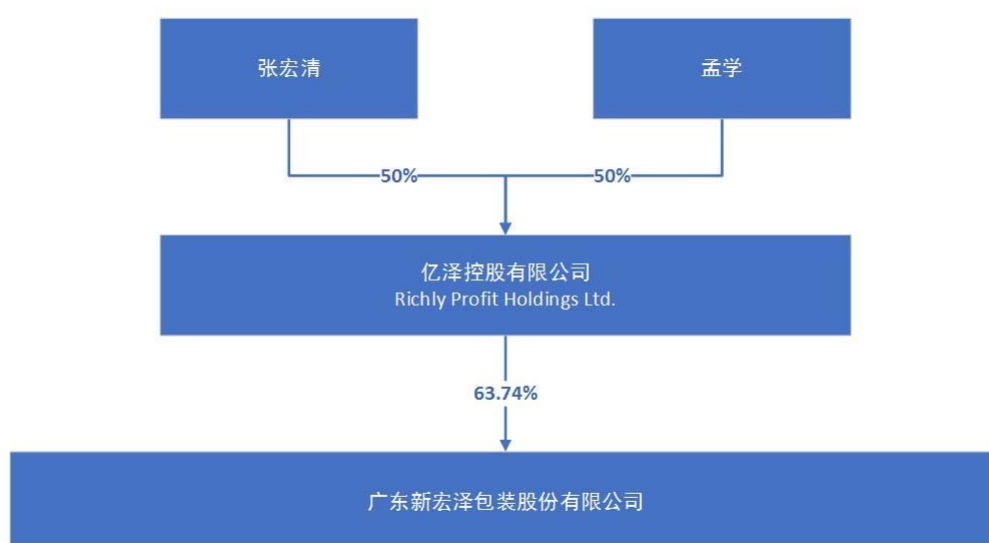 张宏清
孟学
50%
50%
亿泽控股有限公司
Richly Profit Holdings Ltd.
63.74%
广东新宏泽包装股份有限公司